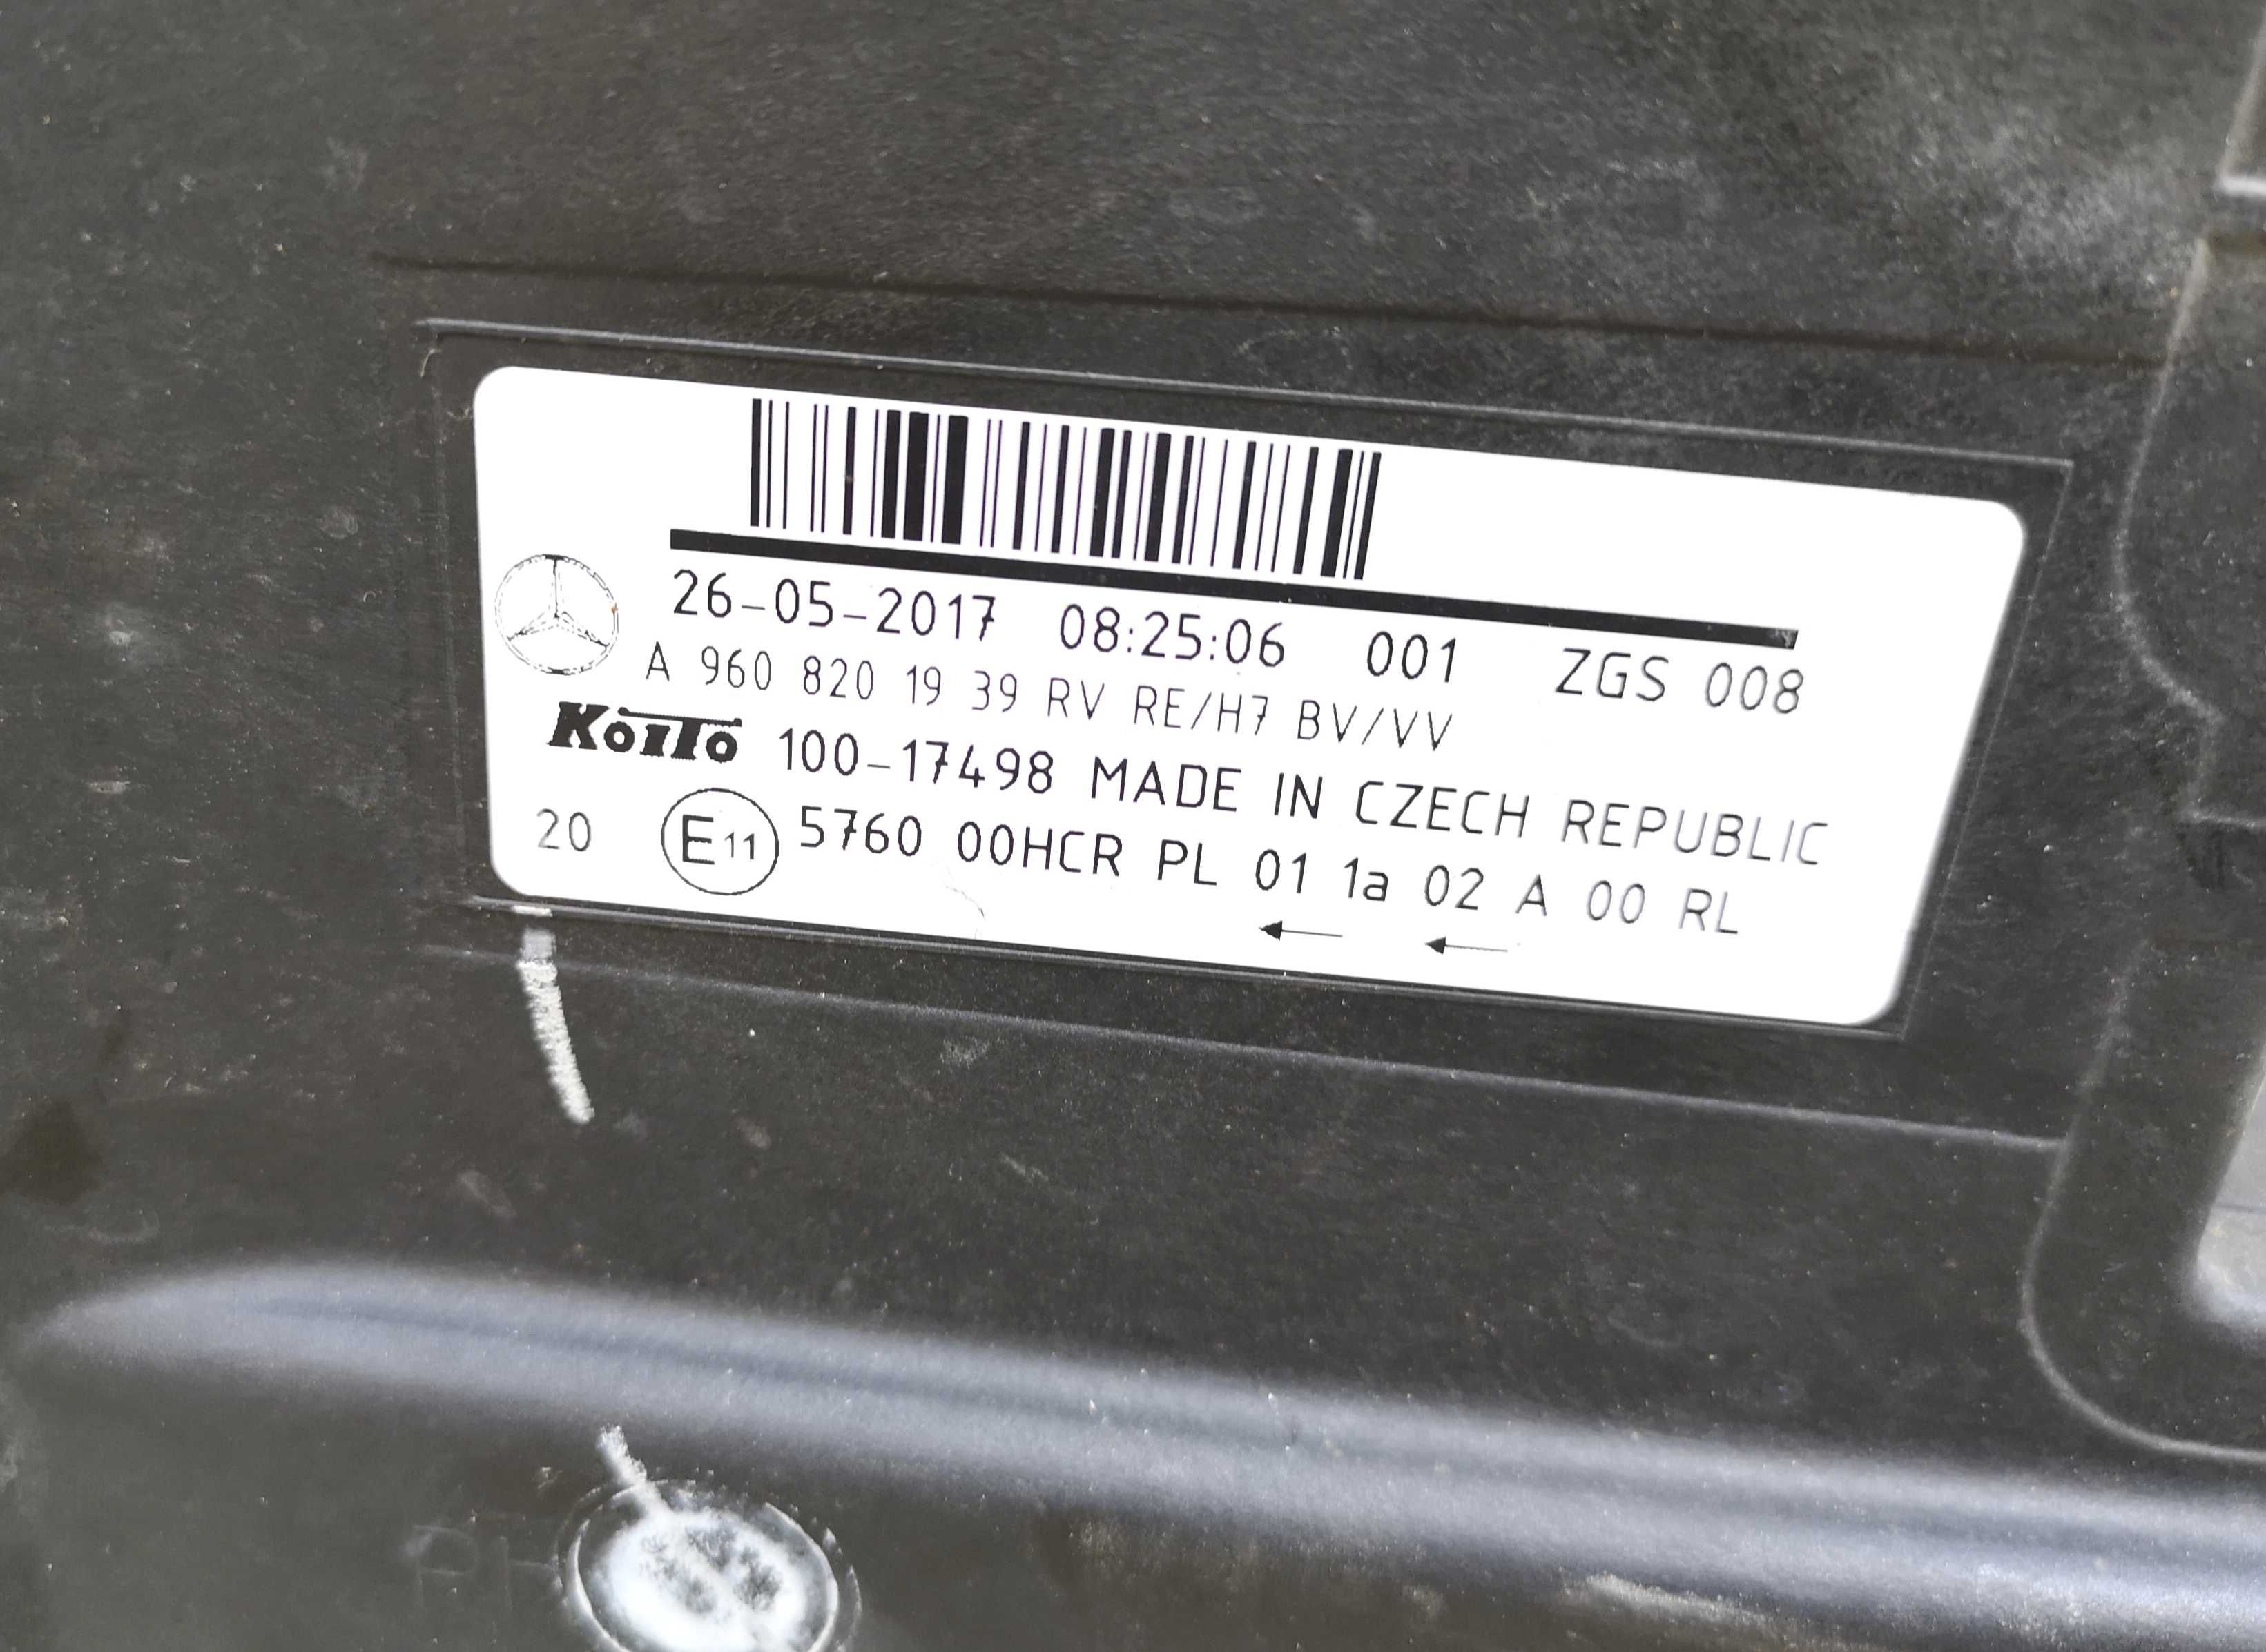 26-05-2017 08:25:06 001 ZGS 008
A 960 820 19 39 RV RE/H7 BV/VV
KoiTo 100-17498 MADE IN CZECH REPUBLIC
20 E11 5760 00HCR PL 01 1a 02 A 00 RL